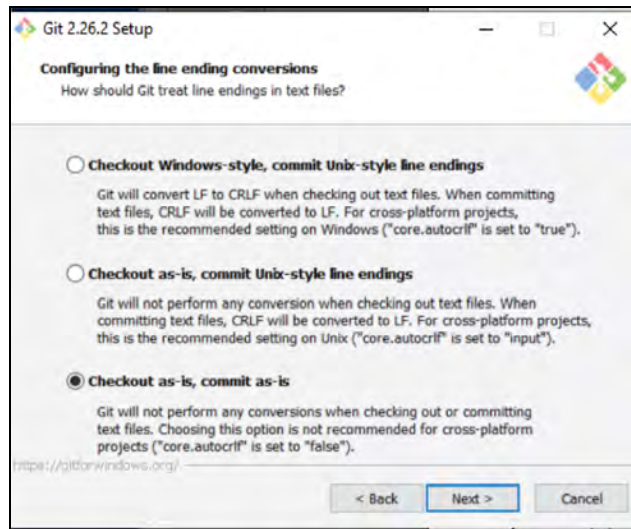 Git 2.26.2 Setup
Configuring the line ending conversions
How should Git treat line endings in text files?
Checkout Windows-style, commit Unix-style line endings
Git will convert LF to CRLF when checking out text files. When committing
text files, CRLF will be converted to LF. For cross-platform projects,
this is the recommended setting on Windows ("core.autocrlf" is set to "true").
Checkout as-is, commit Unix-style line endings
Git will not perform any conversion when checking out text files. When
committing text files, CRLF will be converted to LF. For cross-platform projects,
this is the recommended setting on Unix ("core.autocrlf" is set to "input").
Checkout as-is, commit as-is
Git will not perform any conversions when checking out or committing
text files. Choosing this option is not recommended for cross-platform
projects ("core.autocrlf" is set to "false").
https://gitforwindows.org/
< Back Next > Cancel